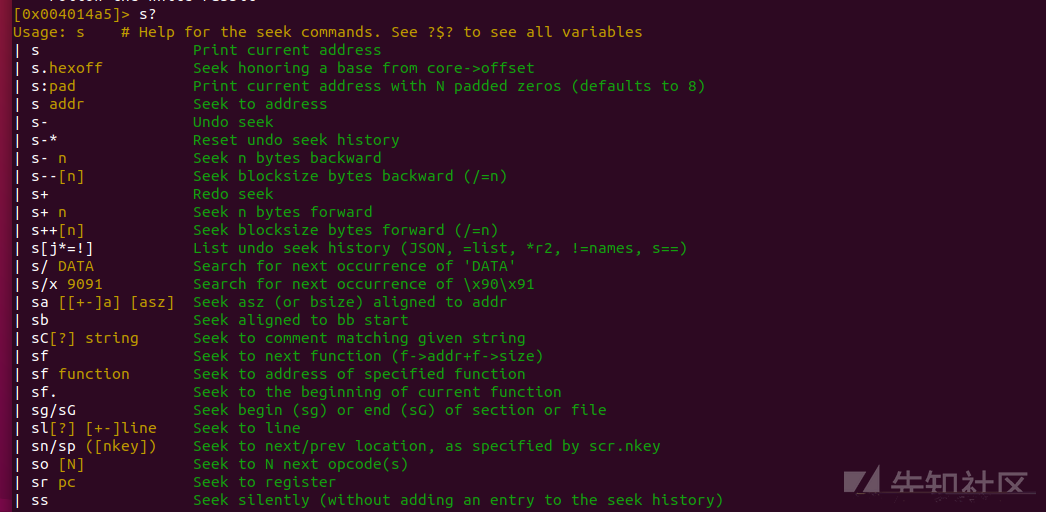 [0x004014a5]> s?
Usage: s    # Help for the seek commands. See ?$? to see all variables
| s                 Print current address
| s.hexoff          Seek honoring a base from core->offset
| s:pad             Print current address with N padded zeros (defaults to 8)
| s addr            Seek to address
| s-                Undo seek
| s-*               Reset undo seek history
| s- n              Seek n bytes backward
| s--[n]            Seek blocksize bytes backward (/=n)
| s+                Redo seek
| s+ n              Seek n bytes forward
| s++[n]            Seek blocksize bytes forward (/=n)
| s[j*=!]           List undo seek history (JSON, =list, *r2, !=names, s==)
| s/ DATA           Search for next occurrence of 'DATA'
| s/x 9091          Search for next occurrence of \x90\x91
| sa [[+-]a] [asz]  Seek asz (or bsize) aligned to addr
| sb                Seek aligned to bb start
| sC[?] string      Seek to comment matching given string
| sf                Seek to next function (f->addr+f->size)
| sf function       Seek to address of specified function
| sf.               Seek to the beginning of current function
| sg/sG             Seek begin (sg) or end (sG) of section or file
| sl[?] [+-]line    Seek to line
| sn/sp ([nkey])    Seek to next/prev location, as specified by scr.nkey
| so [N]            Seek to N next opcode(s)
| sr pc             Seek to register
| ss                Seek silently (without adding an entry to the seek history)
先知社区